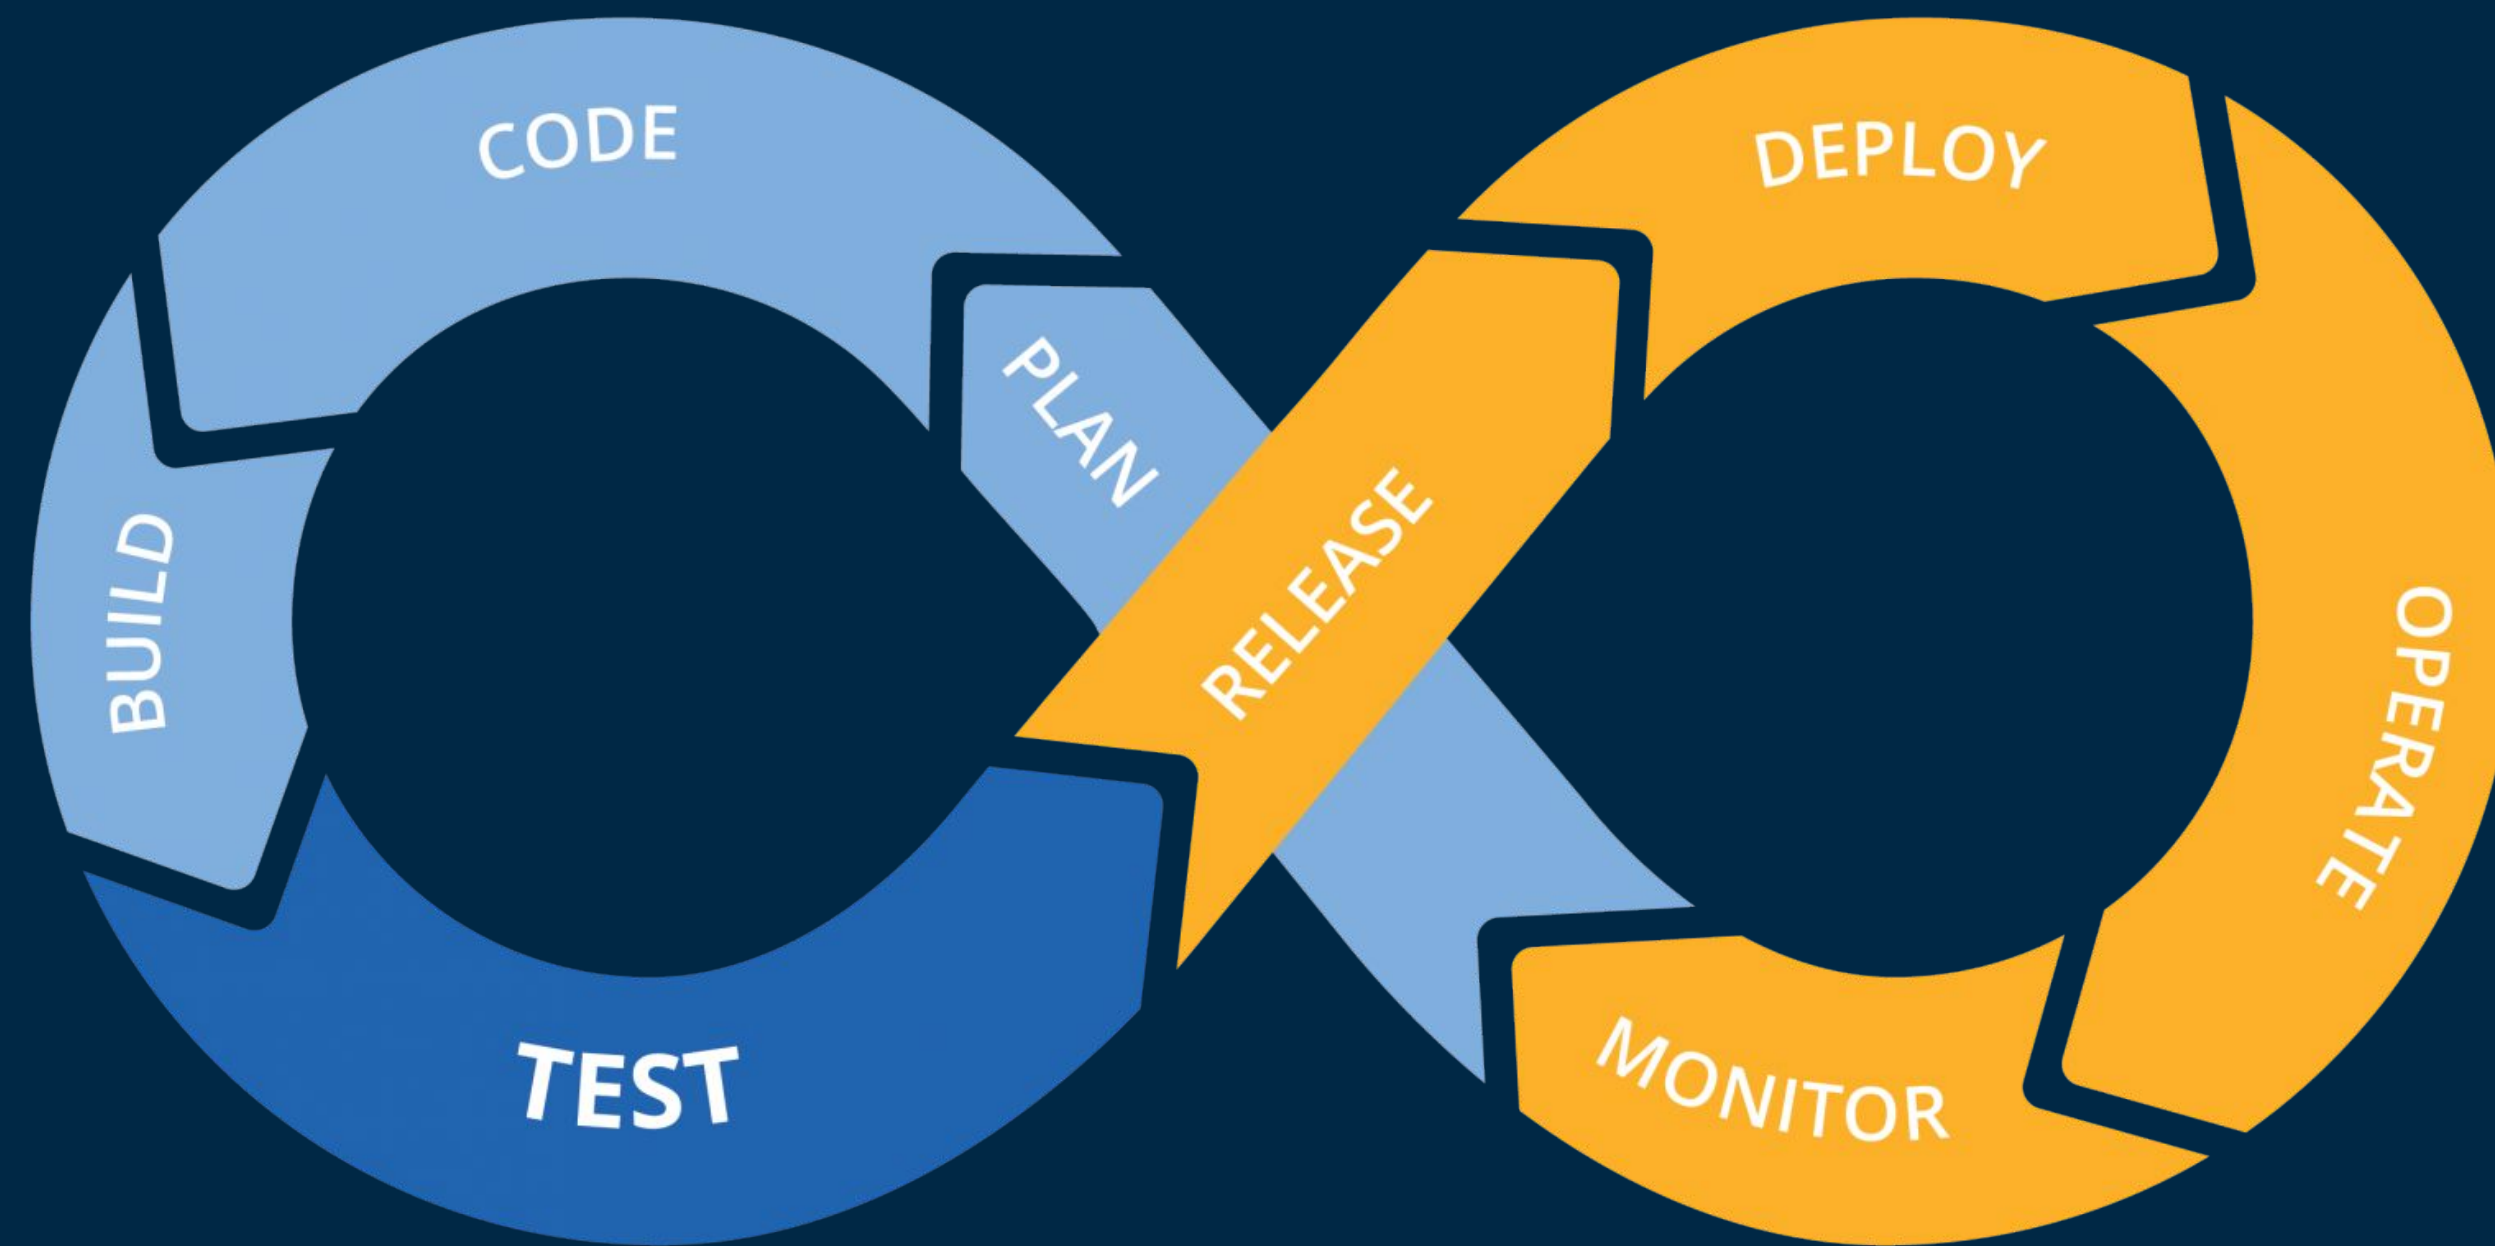 CODE
DEPLOY
PLAN
RELEASE
BUILD
OPERATE
TEST
MONITOR